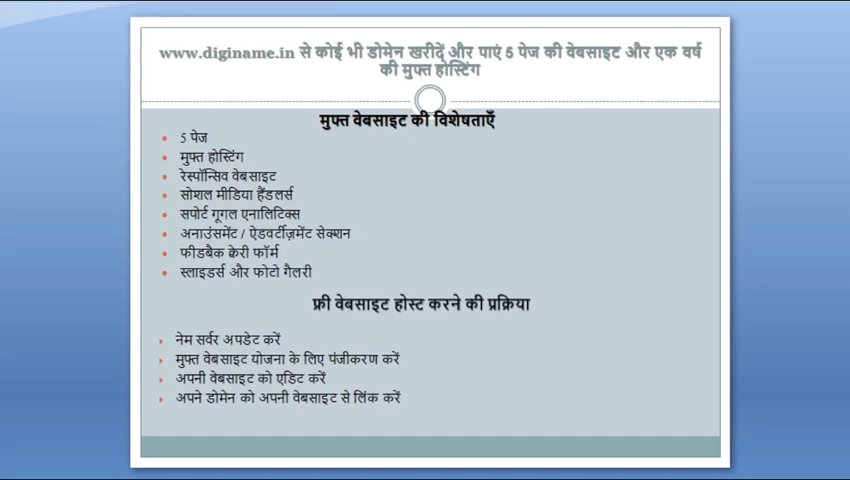 www.diginame.in से कोई भी डोमेन खरीदें और पाएं 5 पेज की वेबसाइट और एक वर्ष
की मुफ्त होस्टिंग
मुफ्त वेबसाइट की विशेषताएँ
5 पेज
मुफ्त होस्टिंग
रेस्पॉन्सिव वेबसाइट
सोशल मीडिया हैंडलर्स
सपोर्ट गूगल एनालिटिक्स
अनाउंसमेंट / ऐडवर्टीज़मेंट सेक्शन
फीडबैक क्वेरी फॉर्म
स्लाइडर्स और फोटो गैलरी
फ्री वेबसाइट होस्ट करने की प्रक्रिया
नेम सर्वर अपडेट करें
मुफ्त वेबसाइट योजना के लिए पंजीकरण करें
अपनी वेबसाइट को एडिट करें
अपने डोमेन को अपनी वेबसाइट से लिंक करें